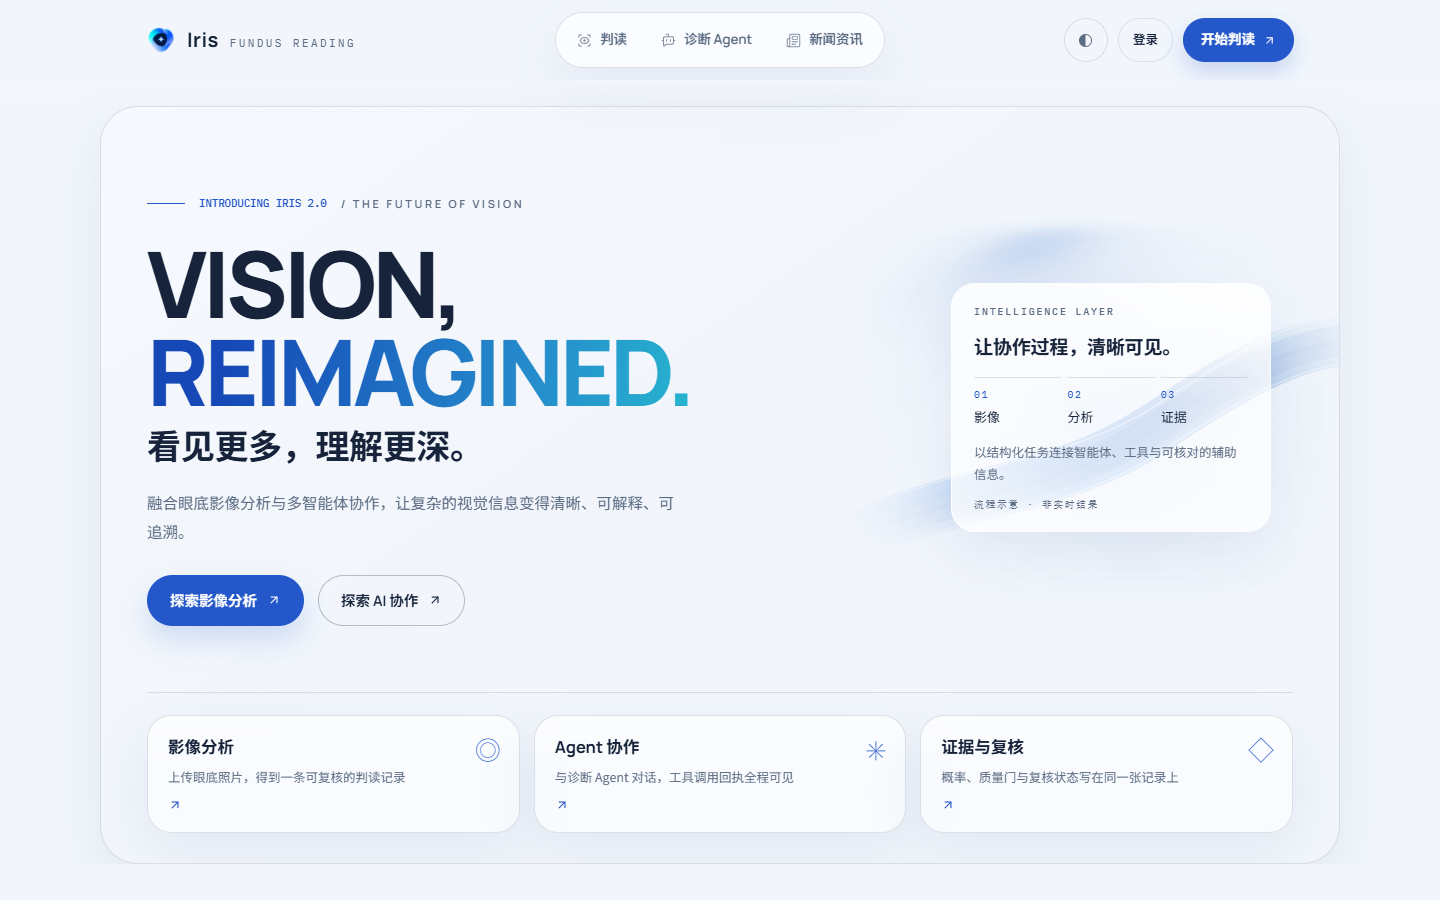 Iris FUNDUS READING
判读
诊断 Agent
新闻资讯
登录
开始判读
INTRODUCING IRIS 2.0 / THE FUTURE OF VISION
VISION,
REIMAGINED.
看见更多，理解更深。
融合眼底影像分析与多智能体协作，让复杂的视觉信息变得清晰、可解释、可
追溯。
探索影像分析
探索 AI 协作
INTELLIGENCE LAYER
让协作过程，清晰可见。
01 02 03
影像 分析 证据
以结构化任务连接智能体、工具与可核对的辅助
信息。
流程示意 · 非实时结果
影像分析
上传眼底照片，得到一条可复核的判读记录
Agent 协作
与诊断 Agent 对话，工具调用回执全程可见
证据与复核
概率、质量门与复核状态写在同一张记录上